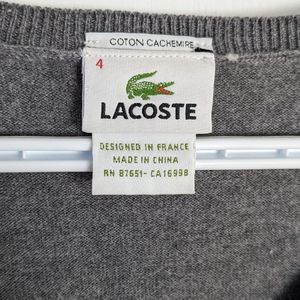 COTON CACHEMIRE
4
LACOSTE
DESIGNED IN FRANCE
MADE IN CHINA
RN 87651- CA16998